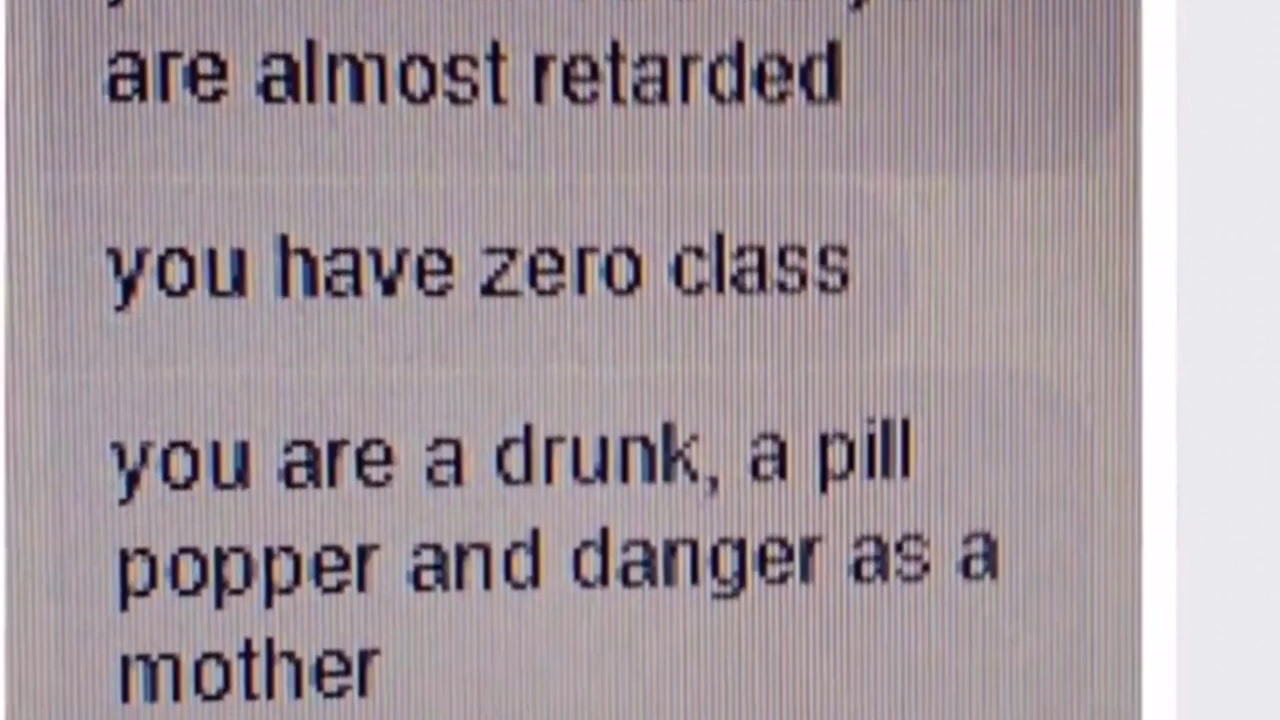 are almost retarded
you have zero class
you are a drunk, a pill
popper and danger as a
mother